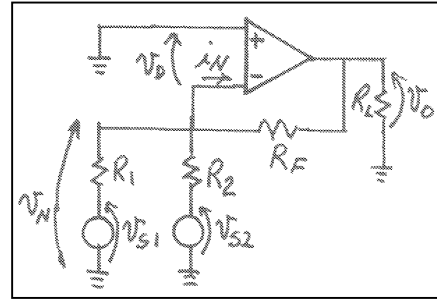 +
v_D i_N −
R_L v_O
R_F
R_1 R_2
v_N
v_S1 v_S2